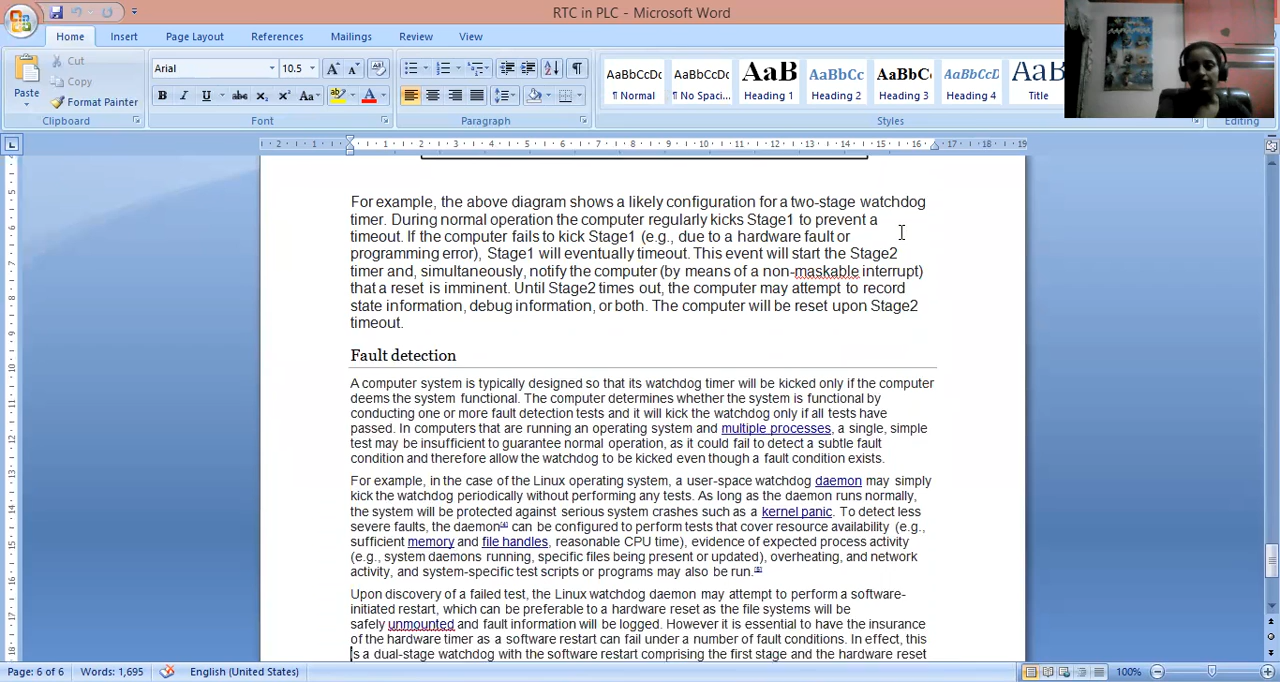 RTC in PLC - Microsoft Word
Home Insert Page Layout References Mailings Review View
Paste
Cut
Copy
Format Painter
Clipboard
Arial 10.5
Font
Paragraph
AaBbCcDc AaBbCcDc AaB AaBbCc AaBbC AaBbCcD AaB
¶ Normal ¶ No Spaci... Heading 1 Heading 2 Heading 3 Heading 4 Title
Styles
Editing
For example, the above diagram shows a likely configuration for a two-stage watchdog
timer. During normal operation the computer regularly kicks Stage1 to prevent a
timeout. If the computer fails to kick Stage1 (e.g., due to a hardware fault or
programming error), Stage1 will eventually timeout. This event will start the Stage2
timer and, simultaneously, notify the computer (by means of a non-maskable interrupt)
that a reset is imminent. Until Stage2 times out, the computer may attempt to record
state information, debug information, or both. The computer will be reset upon Stage2
timeout.
Fault detection
A computer system is typically designed so that its watchdog timer will be kicked only if the computer
deems the system functional. The computer determines whether the system is functional by
conducting one or more fault detection tests and it will kick the watchdog only if all tests have
passed. In computers that are running an operating system and multiple processes, a single, simple
test may be insufficient to guarantee normal operation, as it could fail to detect a subtle fault
condition and therefore allow the watchdog to be kicked even though a fault condition exists.
For example, in the case of the Linux operating system, a user-space watchdog daemon may simply
kick the watchdog periodically without performing any tests. As long as the daemon runs normally,
the system will be protected against serious system crashes such as a kernel panic. To detect less
severe faults, the daemon[4] can be configured to perform tests that cover resource availability (e.g.,
sufficient memory and file handles, reasonable CPU time), evidence of expected process activity
(e.g., system daemons running, specific files being present or updated), overheating, and network
activity, and system-specific test scripts or programs may also be run.[5]
Upon discovery of a failed test, the Linux watchdog daemon may attempt to perform a software-
initiated restart, which can be preferable to a hardware reset as the file systems will be
safely unmounted and fault information will be logged. However it is essential to have the insurance
of the hardware timer as a software restart can fail under a number of fault conditions. In effect, this
is a dual-stage watchdog with the software restart comprising the first stage and the hardware reset
Page: 6 of 6 Words: 1,695 English (United States) 100%